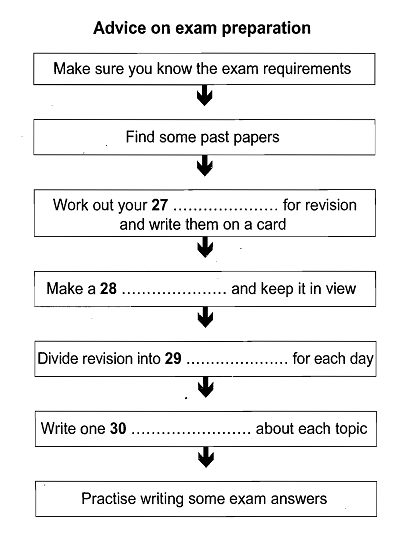 Advice on exam preparation
Make sure you know the exam requirements
Find some past papers
Work out your 27 ..................... for revision
and write them on a card
Make a 28 ..................... and keep it in view
Divide revision into 29 ..................... for each day
Write one 30 ........................ about each topic
Practise writing some exam answers